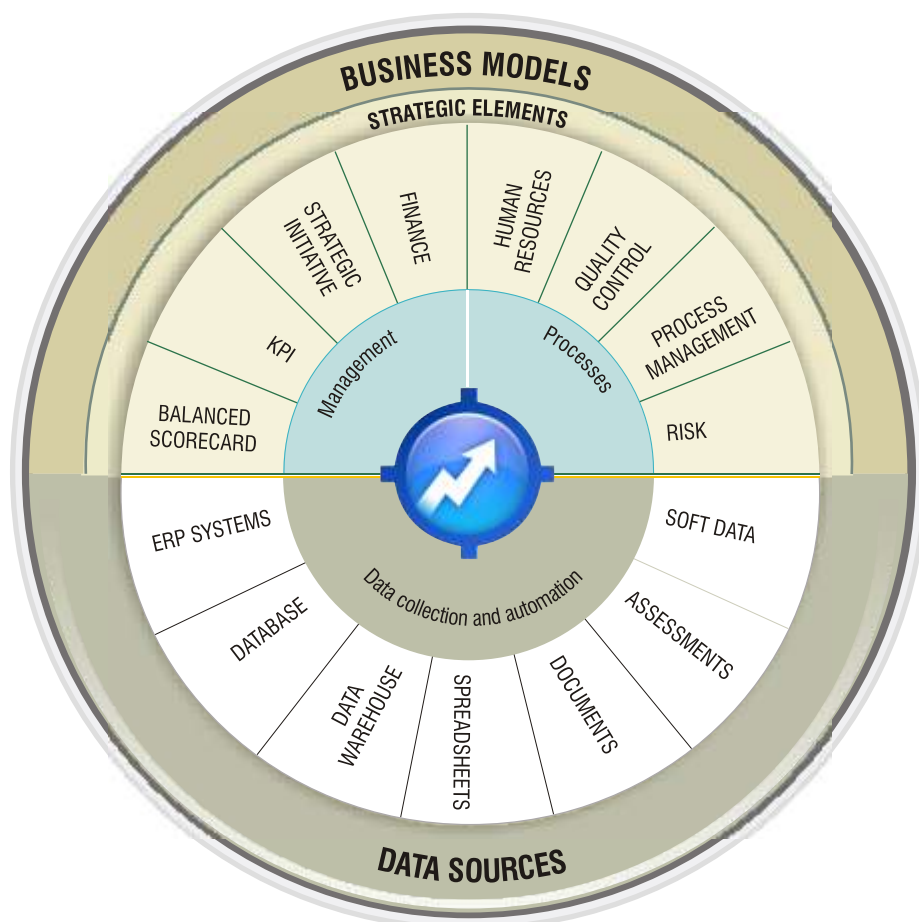 BUSINESS MODELS
STRATEGIC ELEMENTS
BALANCED
SCORECARD
KPI
STRATEGIC
INITIATIVE
FINANCE
HUMAN
RESOURCES
QUALITY
CONTROL
PROCESS
MANAGEMENT
RISK
Management
Processes
Data collection and automation
ERP SYSTEMS
DATABASE
DATA
WAREHOUSE
SPREADSHEETS
DOCUMENTS
ASSESSMENTS
SOFT DATA
DATA SOURCES